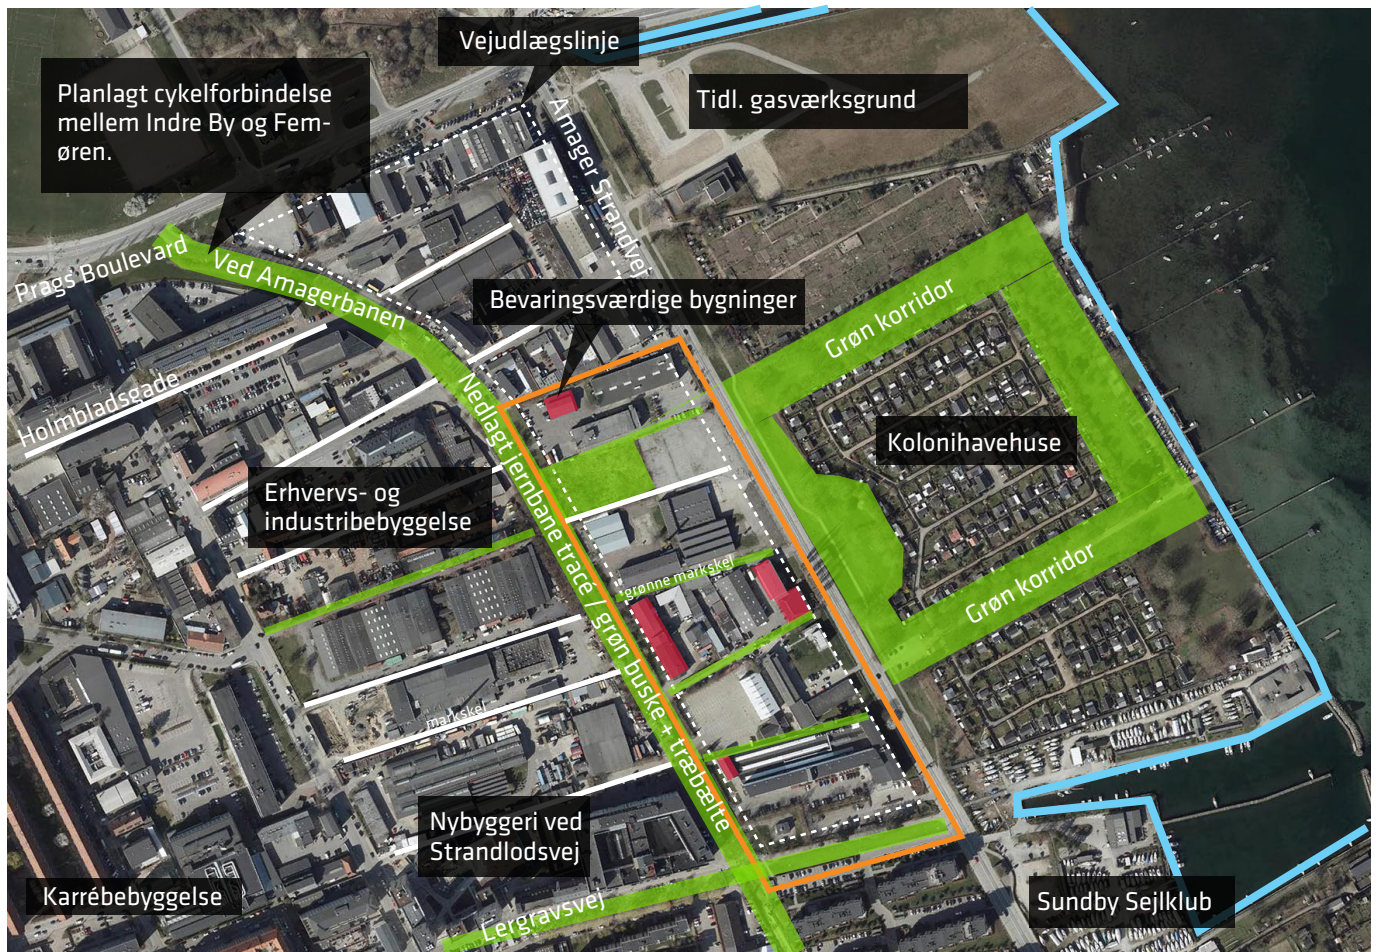 Vejudlægslinje
Planlagt cykelforbindelse
mellem Indre By og Fem-
øren.
Tidl. gasværksgrund
Amager Strandvej
Prags Boulevard
Ved Amagerbanen
Bevaringsværdige bygninger
Grøn korridor
Holmbladsgade
Nedlagt jernbane tracé / grøn buske + træbælte
Kolonihavehuse
Erhvervs- og
industribebyggelse
grønne markskel
Grøn korridor
markskel
Nybyggeri ved
Strandlodsvej
Karrébebyggelse
Lergravsvej
Sundby Sejlklub